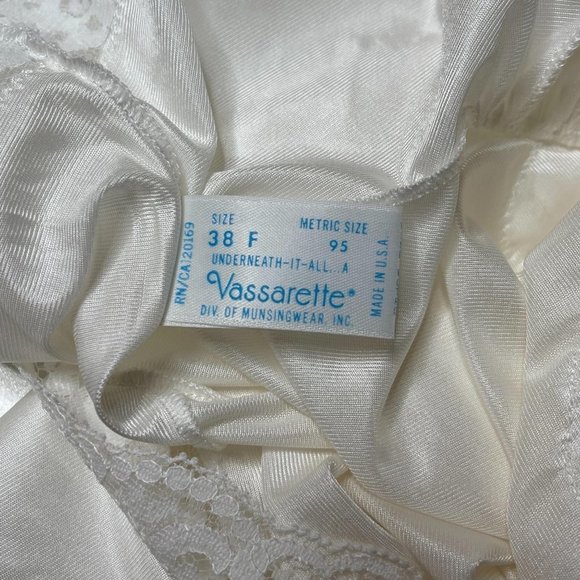 SIZE METRIC SIZE
38 F 95
UNDERNEATH-IT-ALL...A
Vassarette®
DIV. OF MUNSINGWEAR, INC.
RN/CA 20169
MADE IN U.S.A